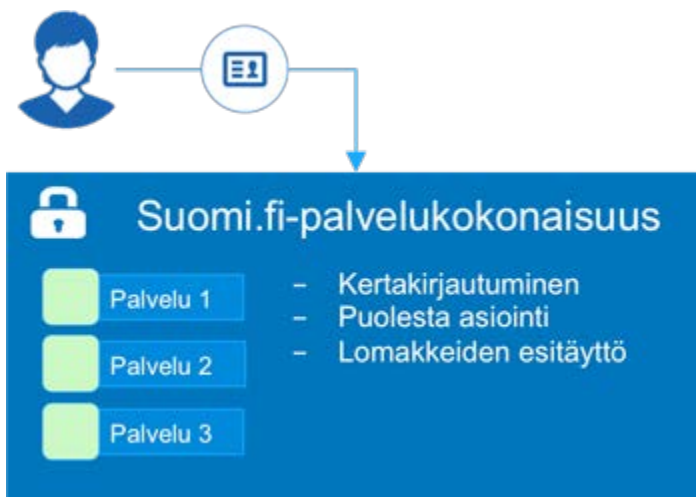 Suomi.fi-palvelukokonaisuus
Palvelu 1
Palvelu 2
Palvelu 3
– Kertakirjautuminen
– Puolesta asiointi
– Lomakkeiden esitäyttö